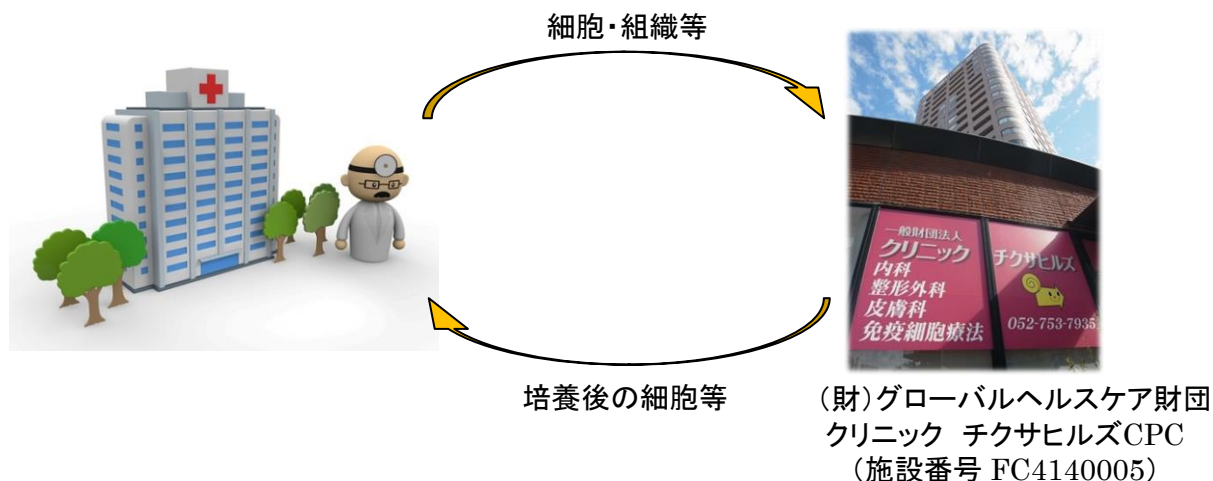 細胞・組織等
一般財団法人
クリニック
内科
整形外科
皮膚科
免疫細胞療法
チクサヒルズ
052-753-7935
培養後の細胞等
(財)グローバルヘルスケア財団
クリニック チクサヒルズCPC
(施設番号 FC4140005)